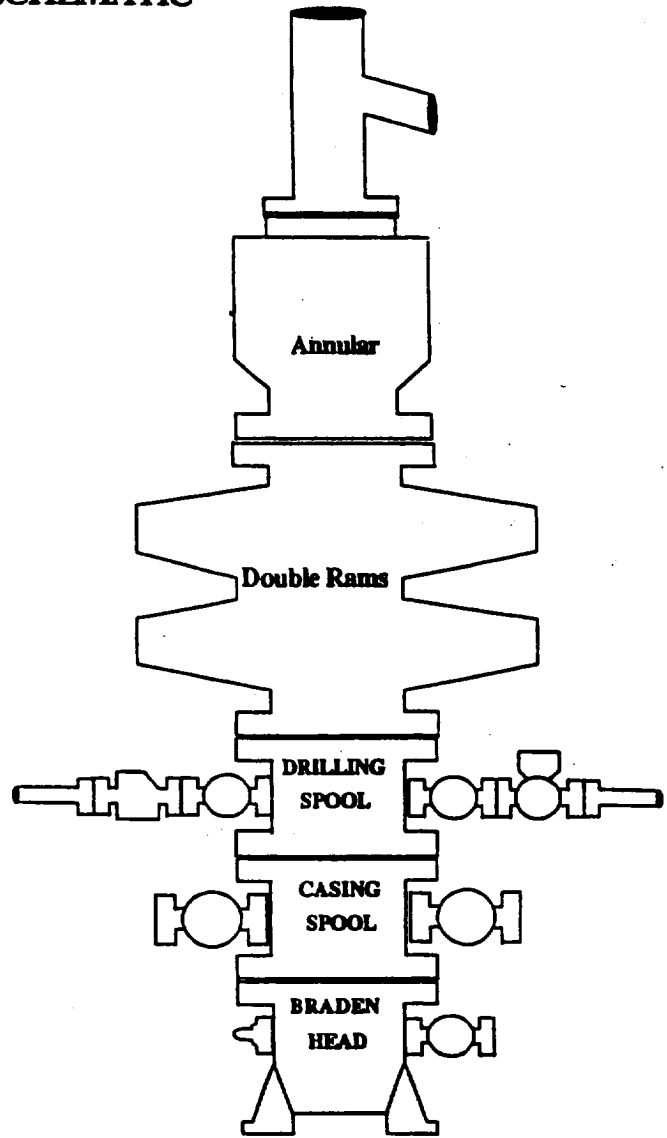 Annular
Double Rams
DRILLING
SPOOL
CASING
SPOOL
BRADEN
HEAD